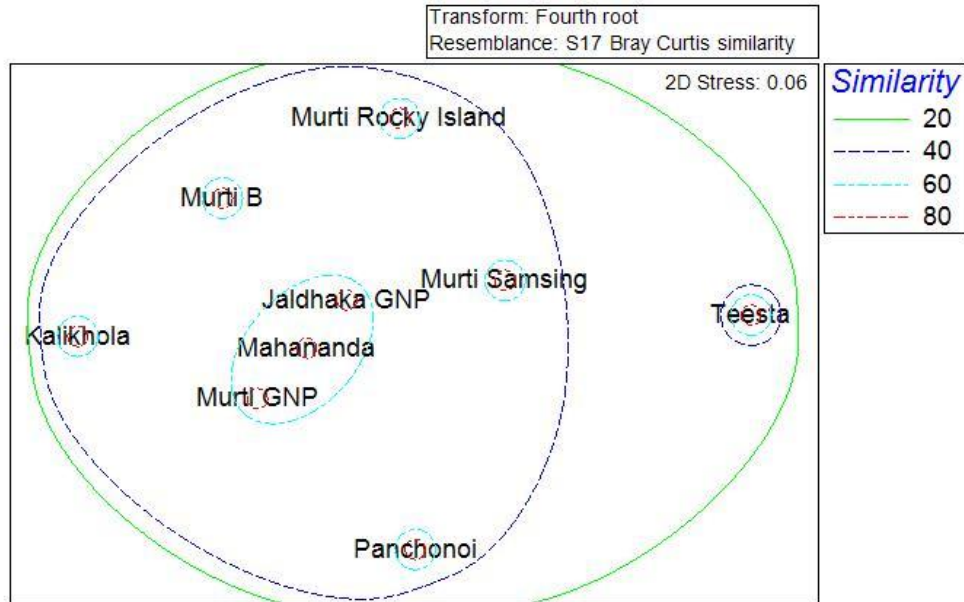 Transform: Fourth root
Resemblance: S17 Bray Curtis similarity
2D Stress: 0.06
Similarity
20
40
60
80
Murti Rocky Island
Murti B
Murti Samsing
Jaldhaka GNP
Teesta
Kalikhola
Mahananda
Murti GNP
Panchonoi